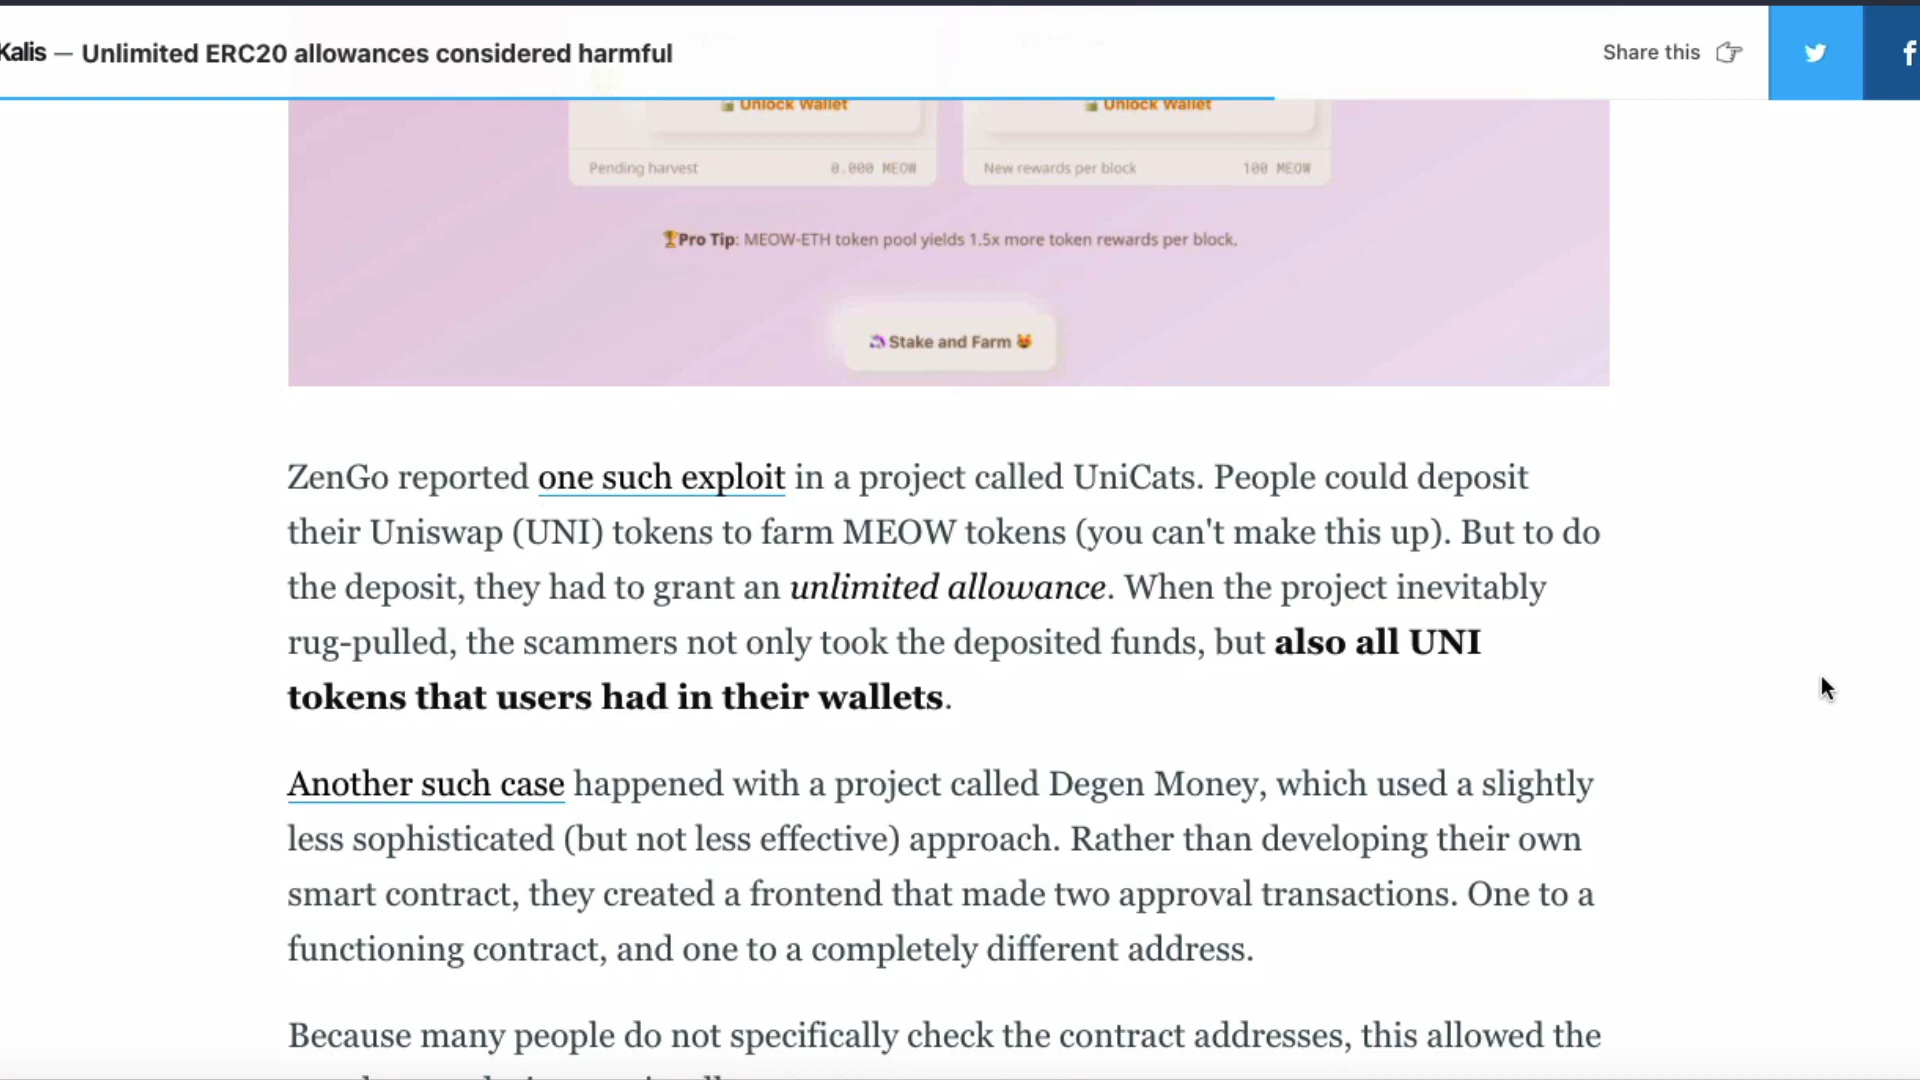 Kalis — Unlimited ERC20 allowances considered harmful
Share this
Unlock Wallet
Unlock Wallet
Pending harvest 0.000 MEOW
New rewards per block 100 MEOW
Pro Tip: MEOW-ETH token pool yields 1.5x more token rewards per block.
Stake and Farm
ZenGo reported one such exploit in a project called UniCats. People could deposit
their Uniswap (UNI) tokens to farm MEOW tokens (you can't make this up). But to do
the deposit, they had to grant an unlimited allowance. When the project inevitably
rug-pulled, the scammers not only took the deposited funds, but also all UNI
tokens that users had in their wallets.
Another such case happened with a project called Degen Money, which used a slightly
less sophisticated (but not less effective) approach. Rather than developing their own
smart contract, they created a frontend that made two approval transactions. One to a
functioning contract, and one to a completely different address.
Because many people do not specifically check the contract addresses, this allowed the